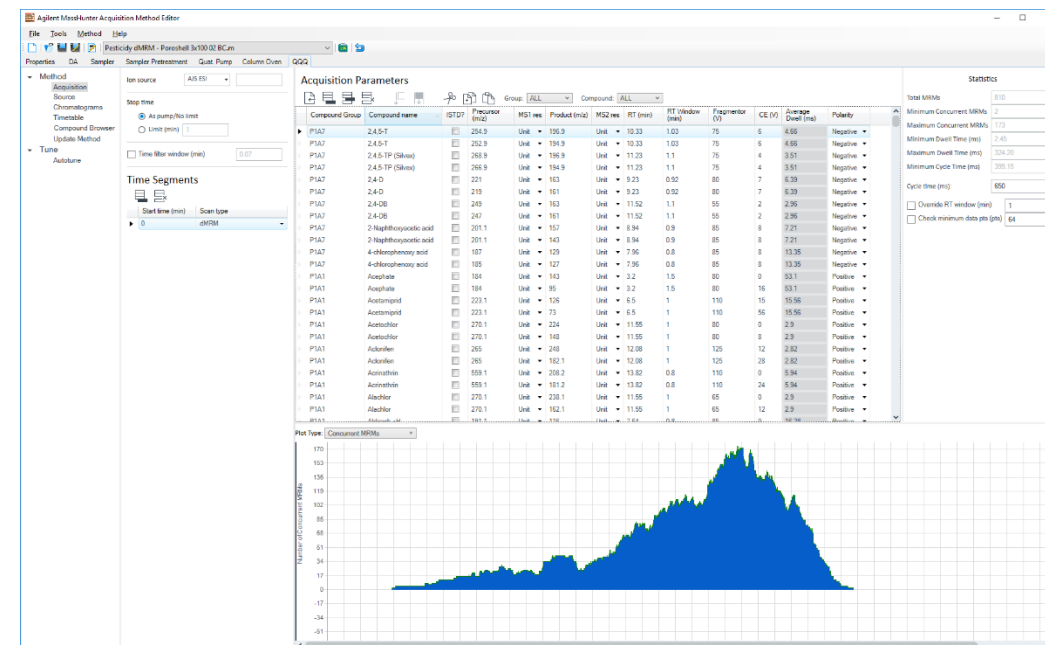 Agilent MassHunter Acquisition Method Editor
File Tools Method Help
Pesticidy dMRM - Poroshell 3x100 02 BC.m
Properties DA Sampler Sampler Pretreatment Quat. Pump Column Oven QQQ
Method
Acquisition
Source
Chromatograms
Timetable
Compound Browser
Update Method
Tune
Autotune
Ion source AJS ESI
Stop time
As pump/No limit
Limit (min) 1
Time filter window (min) 0.07
Time Segments
Start time (min) Scan type
0 dMRM
Acquisition Parameters
Group: ALL Compound: ALL
Compound Group Compound name ISTD? Precursor (m/z) MS1 res Product (m/z) MS2 res RT (min) RT Window (min) Fragmentor (V) CE (V) Average Dwell (ms) Polarity
P1A7 2,4,5-T 254.9 Unit 196.9 Unit 10.33 1.03 75 6 4.66 Negative
P1A7 2,4,5-T 252.9 Unit 194.9 Unit 10.33 1.03 75 6 4.66 Negative
P1A7 2,4,5-TP (Silvex) 268.9 Unit 196.9 Unit 11.23 1.1 75 4 3.51 Negative
P1A7 2,4,5-TP (Silvex) 266.9 Unit 194.9 Unit 11.23 1.1 75 4 3.51 Negative
P1A7 2,4-D 221 Unit 163 Unit 9.23 0.92 80 7 6.39 Negative
P1A7 2,4-D 219 Unit 161 Unit 9.23 0.92 80 7 6.39 Negative
P1A7 2,4-DB 249 Unit 163 Unit 11.52 1.1 55 2 2.96 Negative
P1A7 2,4-DB 247 Unit 161 Unit 11.52 1.1 55 2 2.96 Negative
P1A7 2-Naphthoxyacetic acid 201.1 Unit 157 Unit 8.94 0.9 85 8 7.21 Negative
P1A7 2-Naphthoxyacetic acid 201.1 Unit 143 Unit 8.94 0.9 85 8 7.21 Negative
P1A7 4-chlorophenoxy acid 187 Unit 129 Unit 7.96 0.8 85 8 13.35 Negative
P1A7 4-chlorophenoxy acid 185 Unit 127 Unit 7.96 0.8 85 8 13.35 Negative
P1A1 Acephate 184 Unit 143 Unit 3.2 1.5 80 0 53.1 Positive
P1A1 Acephate 184 Unit 95 Unit 3.2 1.5 80 16 53.1 Positive
P1A1 Acetamiprid 223.1 Unit 126 Unit 6.5 1 110 15 15.56 Positive
P1A1 Acetamiprid 223.1 Unit 73 Unit 6.5 1 110 56 15.56 Positive
P1A1 Acetochlor 270.1 Unit 224 Unit 11.55 1 80 0 2.9 Positive
P1A1 Acetochlor 270.1 Unit 148 Unit 11.55 1 80 8 2.9 Positive
P1A1 Aclonifen 265 Unit 248 Unit 12.08 1 125 12 2.82 Positive
P1A1 Aclonifen 265 Unit 182.1 Unit 12.08 1 125 28 2.82 Positive
P1A1 Acrinathrin 559.1 Unit 208.2 Unit 13.82 0.8 110 0 5.94 Positive
P1A1 Acrinathrin 559.1 Unit 181.2 Unit 13.82 0.8 110 24 5.94 Positive
P1A1 Alachlor 270.1 Unit 238.1 Unit 11.55 1 65 0 2.9 Positive
P1A1 Alachlor 270.1 Unit 162.1 Unit 11.55 1 65 12 2.9 Positive
Statistics
Total MRMs 810
Minimum Concurrent MRMs 2
Maximum Concurrent MRMs 173
Minimum Dwell Time (ms) 2.45
Maximum Dwell Time (ms)
Minimum Cycle Time (ms) 395.15
Cycle time (ms) 650
Override RT window (min) 1
Check minimum data pts (pts) 64
Plot Type: Concurrent MRMs
Number of Concurrent MRMs
170
153
136
119
102
85
68
51
34
17
0
-17
-34
-51